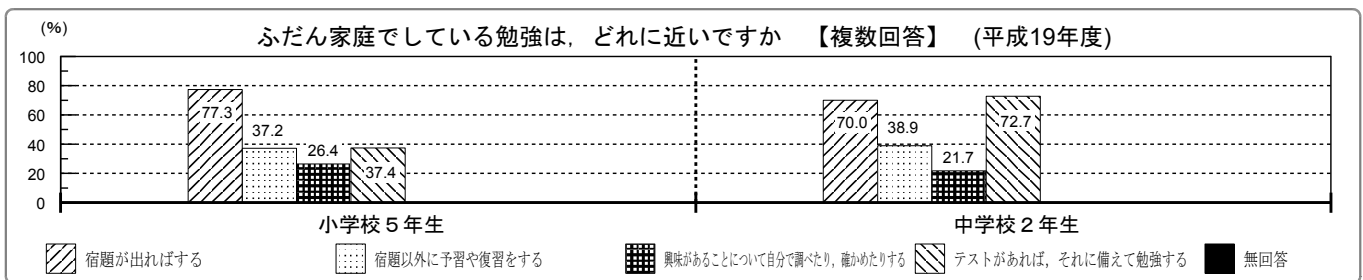 (%)
ふだん家庭でしている勉強は，どれに近いですか　【複数回答】　(平成19年度)
100
80
60
40
20
0
77.3
37.2
26.4
37.4
70.0
38.9
21.7
72.7
小学校５年生
中学校２年生
宿題が出ればする
宿題以外に予習や復習をする
興味があることについて自分で調べたり，確かめたりする
テストがあれば，それに備えて勉強する
無回答